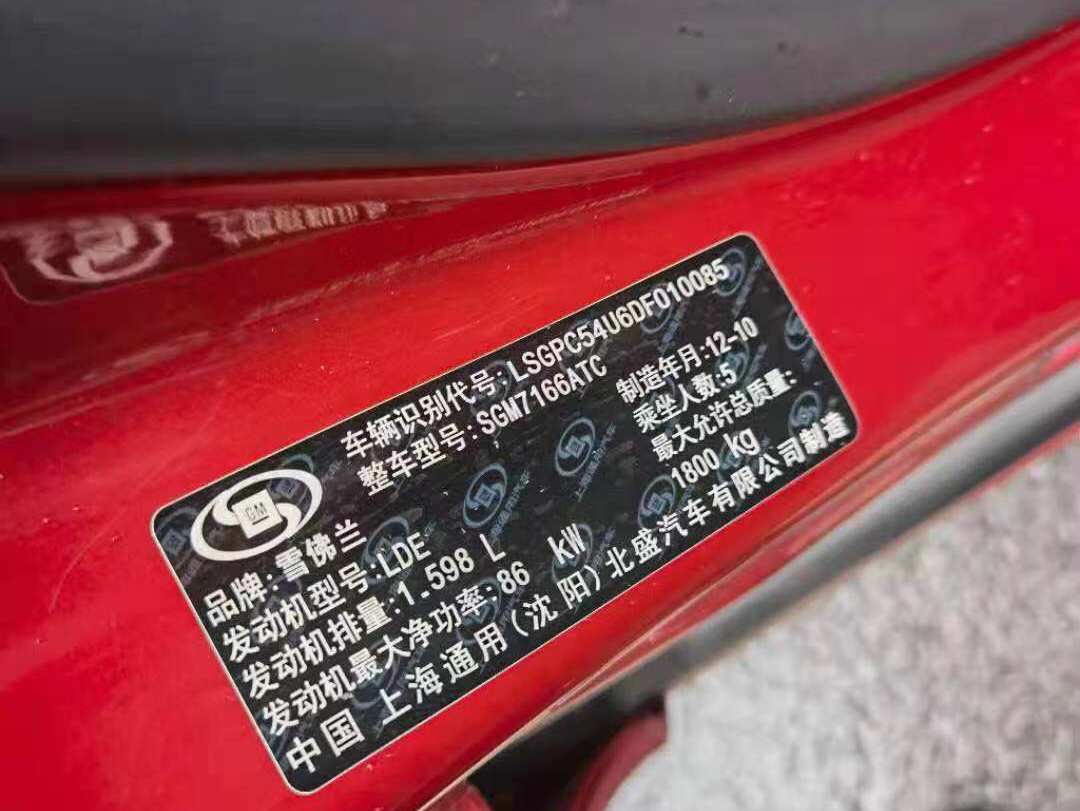 车辆识别代号:LSGPC54U6DF010085
整车型号:SGM7166ATC
制造年月:12-10
乘坐人数:5
最大允许总质量:
1800 kg
GM
品牌:雪佛兰
发动机型号:LDE
发动机排量:1.598 L
发动机最大净功率:86 kW
中国 上海通用(沈阳)北盛汽车有限公司制造